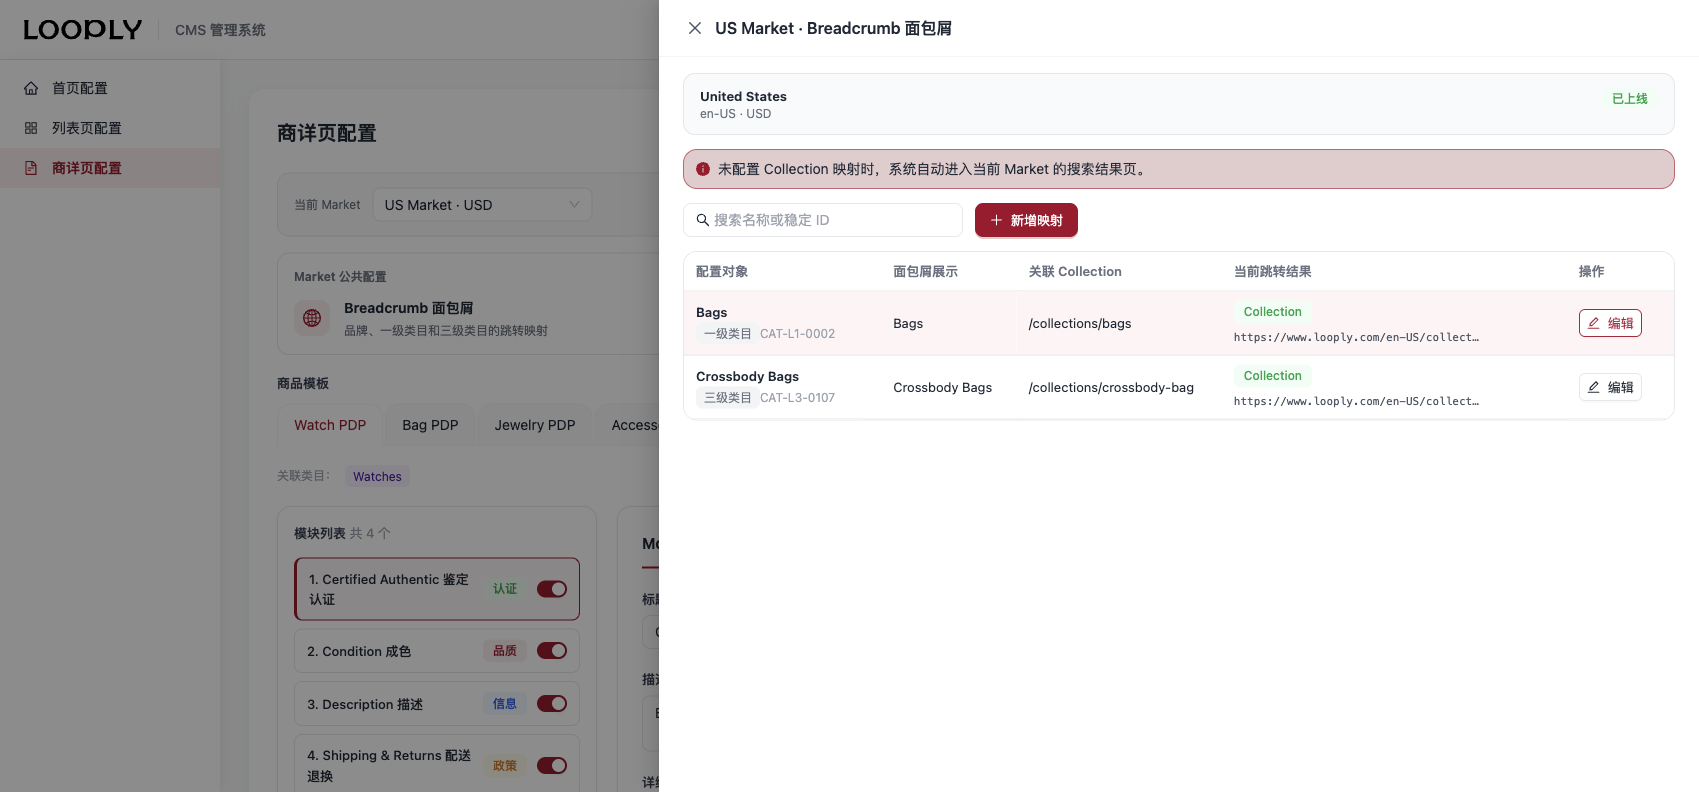 LOOPLY
CMS 管理系统
首页配置
列表页配置
商详页配置
商详页配置
当前 Market
US Market · USD
Market 公共配置
Breadcrumb 面包屑
品牌、一级类目和三级类目的跳转映射
商品模板
Watch PDP
Bag PDP
Jewelry PDP
关联类目：
Watches
模块列表 共 4 个
1. Certified Authentic 鉴定
认证
认证
2. Condition 成色
品质
3. Description 描述
信息
4. Shipping & Returns 配送
退换
政策
US Market · Breadcrumb 面包屑
United States
en-US · USD
已上线
未配置 Collection 映射时，系统自动进入当前 Market 的搜索结果页。
搜索名称或稳定 ID
新增映射
配置对象
面包屑展示
关联 Collection
当前跳转结果
操作
Bags
一级类目 CAT-L1-0002
Bags
/collections/bags
Collection
https://www.looply.com/en-US/collect…
编辑
Crossbody Bags
三级类目 CAT-L3-0107
Crossbody Bags
/collections/crossbody-bag
Collection
https://www.looply.com/en-US/collect…
编辑